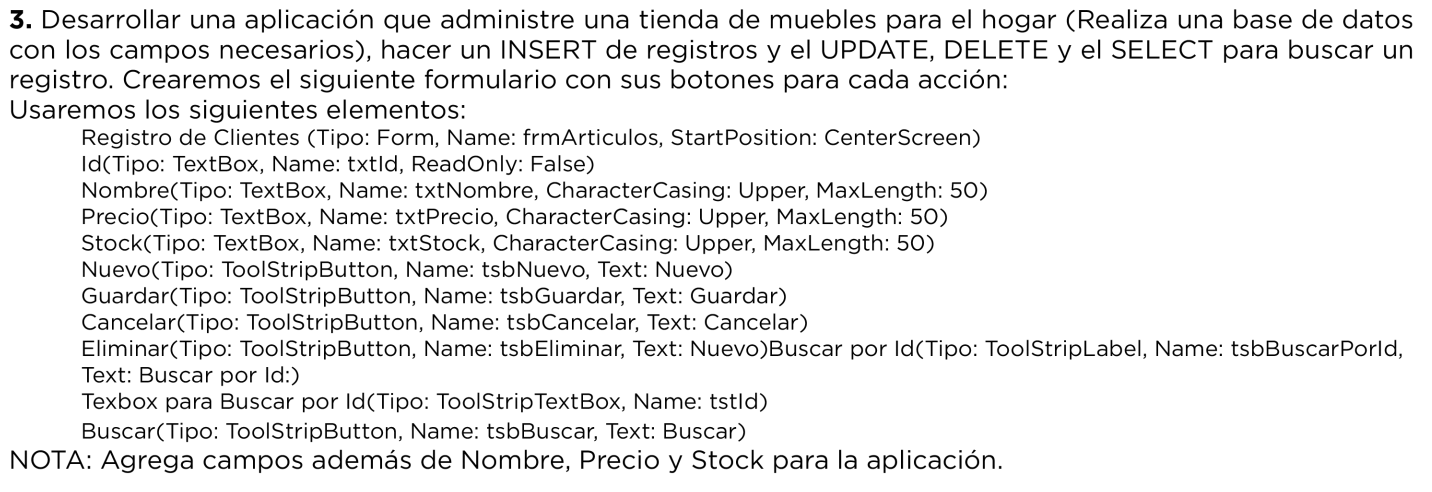 3. Desarrollar una aplicación que administre una tienda de muebles para el hogar (Realiza una base de datos
con los campos necesarios), hacer un INSERT de registros y el UPDATE, DELETE y el SELECT para buscar un
registro. Crearemos el siguiente formulario con sus botones para cada acción:
Usaremos los siguientes elementos:
Registro de Clientes (Tipo: Form, Name: frmArticulos, StartPosition: CenterScreen)
Id(Tipo: TextBox, Name: txtId, ReadOnly: False)
Nombre(Tipo: TextBox, Name: txtNombre, CharacterCasing: Upper, MaxLength: 50)
Precio(Tipo: TextBox, Name: txtPrecio, CharacterCasing: Upper, MaxLength: 50)
Stock(Tipo: TextBox, Name: txtStock, CharacterCasing: Upper, MaxLength: 50)
Nuevo(Tipo: ToolStripButton, Name: tsbNuevo, Text: Nuevo)
Guardar(Tipo: ToolStripButton, Name: tsbGuardar, Text: Guardar)
Cancelar(Tipo: ToolStripButton, Name: tsbCancelar, Text: Cancelar)
Eliminar(Tipo: ToolStripButton, Name: tsbEliminar, Text: Nuevo)Buscar por Id(Tipo: ToolStripLabel, Name: tsbBuscarPorId,
Text: Buscar por Id:)
Texbox para Buscar por Id(Tipo: ToolStripTextBox, Name: tstId)
Buscar(Tipo: ToolStripButton, Name: tsbBuscar, Text: Buscar)
NOTA: Agrega campos además de Nombre, Precio y Stock para la aplicación.